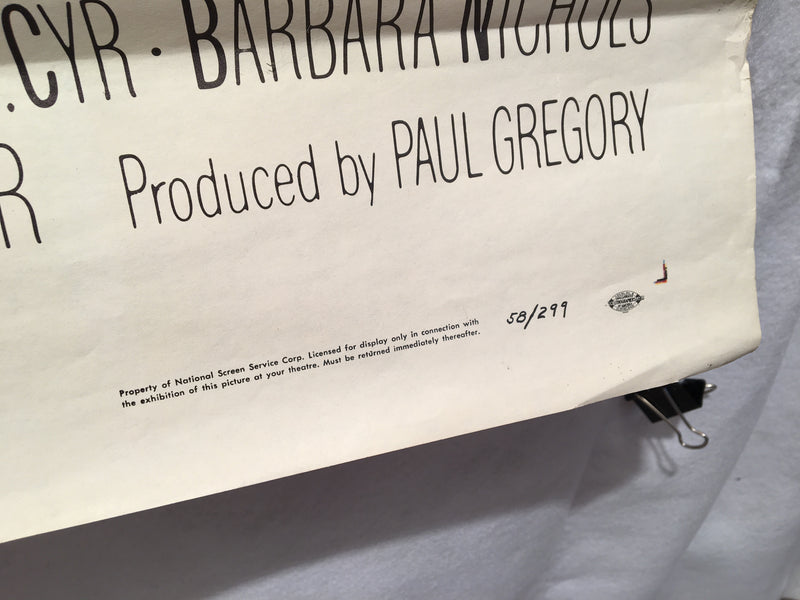 .CYR · BARBARA NICHOLS
R Produced by PAUL GREGORY
58/299
Property of National Screen Service Corp. Licensed for display only in connection with
the exhibition of this picture at your theatre. Must be returned immediately thereafter.